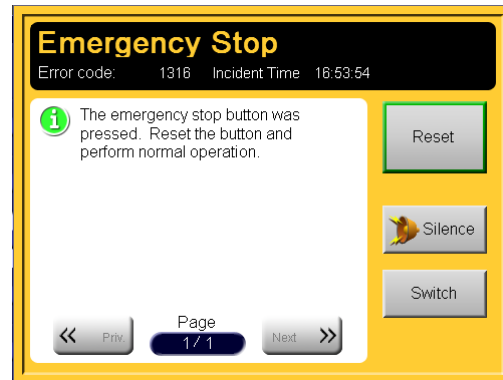 Emergency Stop
Error code: 1316 Incident Time 16:53:54
The emergency stop button was
pressed. Reset the button and
perform normal operation.
Reset
Silence
Switch
Page
Priv. 1 / 1 Next